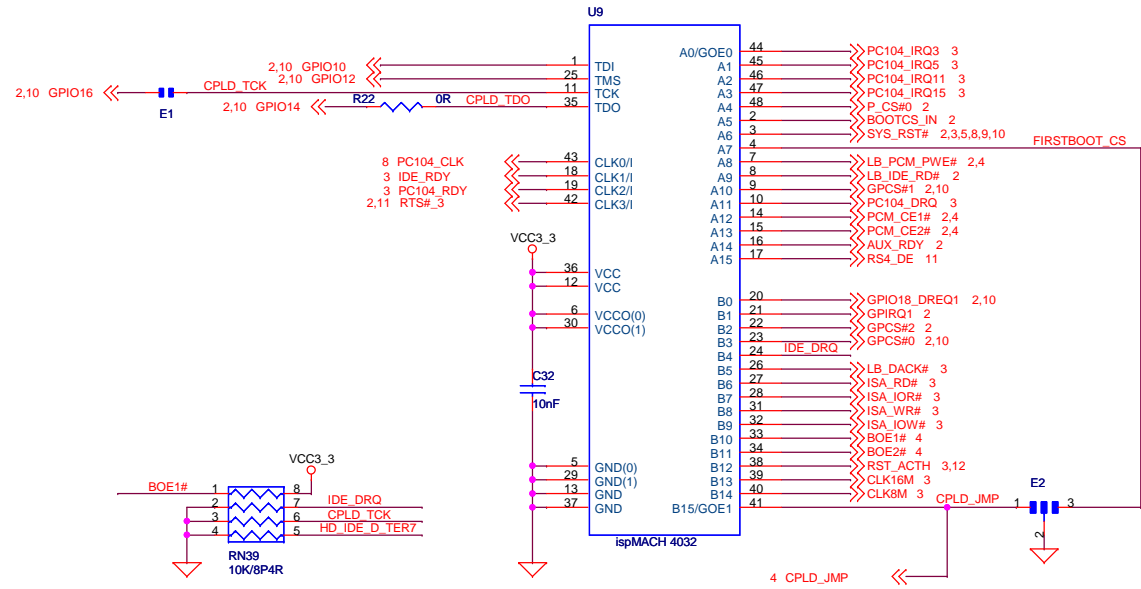 U9
2,10 GPIO10
1
TDI
2,10 GPIO12
25
TMS
2,10 GPIO16
CPLD_TCK
11
TCK
E1
2,10 GPIO14
R22
0R
CPLD_TDO
35
TDO
8 PC104_CLK
43
CLK0/I
3 IDE_RDY
18
CLK1/I
3 PC104_RDY
19
CLK2/I
2,11 RTS#_3
42
CLK3/I
VCC3_3
36
VCC
12
VCC
6
VCCO(0)
30
VCCO(1)
C32
10nF
5
GND(0)
29
GND(1)
13
GND
37
GND
ispMACH 4032
A0/GOE0
44
PC104_IRQ3 3
A1
45
PC104_IRQ5 3
A2
46
PC104_IRQ11 3
A3
47
PC104_IRQ15 3
A4
48
P_CS#0 2
A5
2
BOOTCS_IN 2
A6
3
SYS_RST# 2,3,5,8,9,10
A7
4
FIRSTBOOT_CS
A8
7
LB_PCM_PWE# 2,4
A9
8
LB_IDE_RD# 2
A10
9
GPCS#1 2,10
A11
10
PC104_DRQ 3
A12
14
PCM_CE1# 2,4
A13
15
PCM_CE2# 2,4
A14
16
AUX_RDY 2
A15
17
RS4_DE 11
B0
20
GPIO18_DREQ1 2,10
B1
21
GPIRQ1 2
B2
22
GPCS#2 2
B3
23
GPCS#0 2,10
B4
24
IDE_DRQ
B5
26
LB_DACK# 3
B6
27
ISA_RD# 3
B7
28
ISA_IOR# 3
B8
31
ISA_WR# 3
B9
32
ISA_IOW# 3
B10
33
BOE1# 4
B11
34
BOE2# 4
B12
38
RST_ACTH 3,12
B13
39
CLK16M 3
B14
40
CLK8M 3
B15/GOE1
41
CPLD_JMP
E2
1
3
2
4 CPLD_JMP
VCC3_3
BOE1#
1
8
2
7
IDE_DRQ
3
6
CPLD_TCK
4
5
HD_IDE_D_TER7
RN39
10K/8P4R